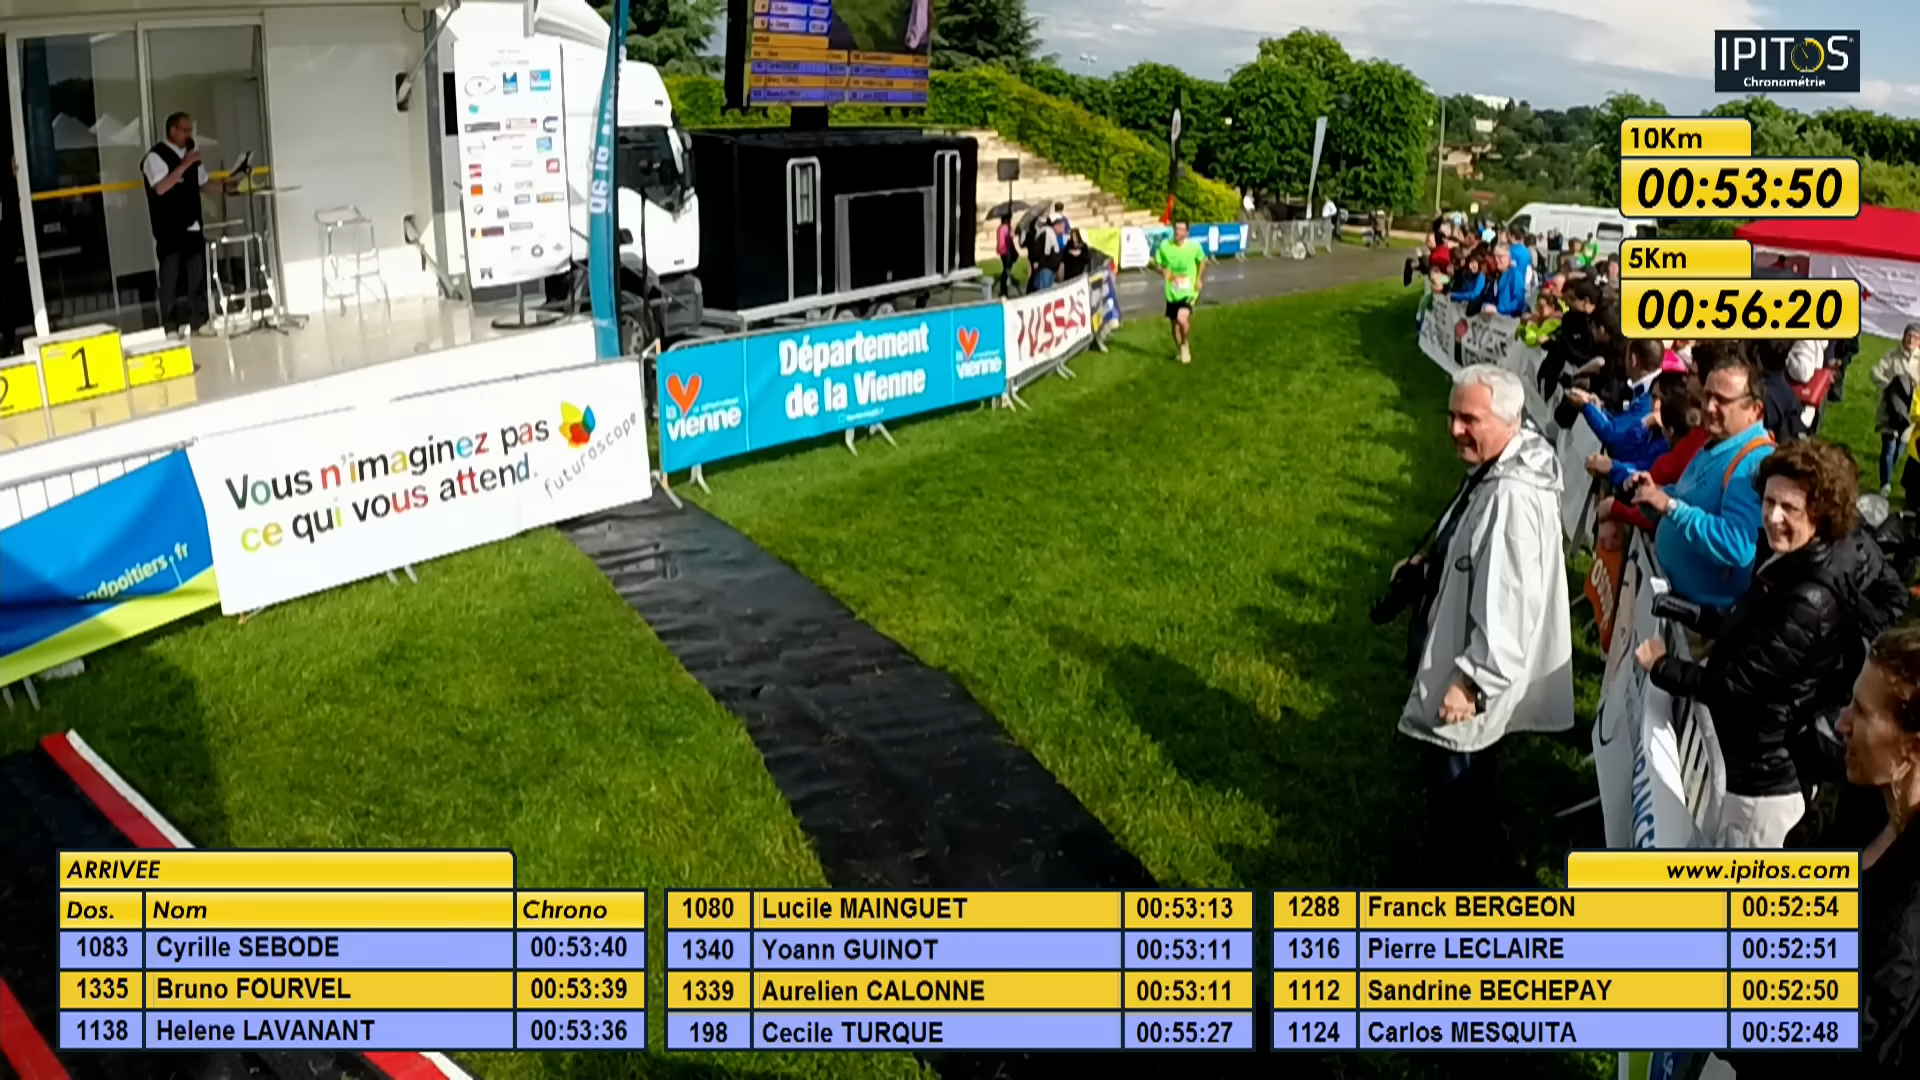 IPITOS
Chronométrie
10Km
00:53:50
5Km
00:56:20
1
2
3
Département
de la Vienne
la
vienne
vienne
Vous n'imaginez pas
ce qui vous attend.
futuroscope
ndpoitiers.fr
ARRIVEE
www.ipitos.com
Dos. Nom Chrono
1083 Cyrille SEBODE 00:53:40
1335 Bruno FOURVEL 00:53:39
1138 Helene LAVANANT 00:53:36
1080 Lucile MAINGUET 00:53:13
1340 Yoann GUINOT 00:53:11
1339 Aurelien CALONNE 00:53:11
198 Cecile TURQUE 00:55:27
1288 Franck BERGEON 00:52:54
1316 Pierre LECLAIRE 00:52:51
1112 Sandrine BECHEPAY 00:52:50
1124 Carlos MESQUITA 00:52:48